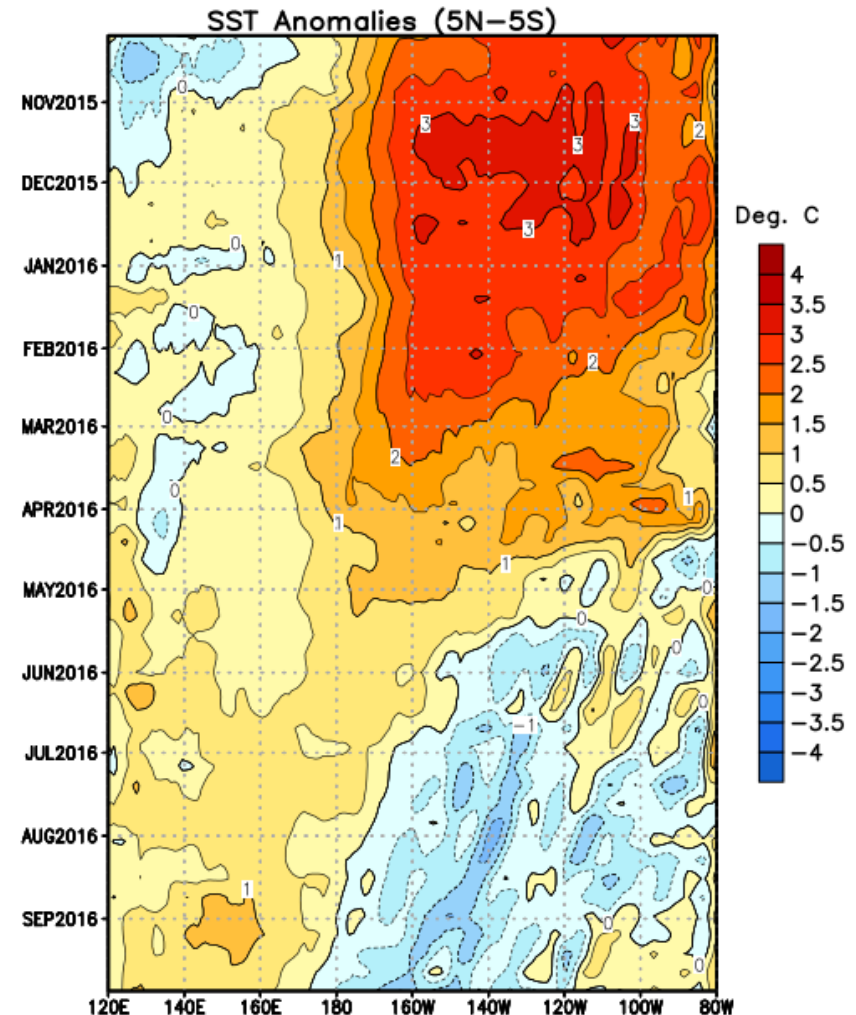 SST Anomalies (5N–5S)
0
NOV2015
3
3
3
2
DEC2015
3
Deg. C
0
1
JAN2016
0
FEB2016
2
0
MAR2016
2
0
1
APR2016
1
1
MAY2016
0
0
0
JUN2016
0
-1
JUL2016
AUG2016
1
SEP2016
0
0
120E 140E 160E 180 160W 140W 120W 100W 80W
4
3.5
3
2.5
2
1.5
1
0.5
0
-0.5
-1
-1.5
-2
-2.5
-3
-3.5
-4